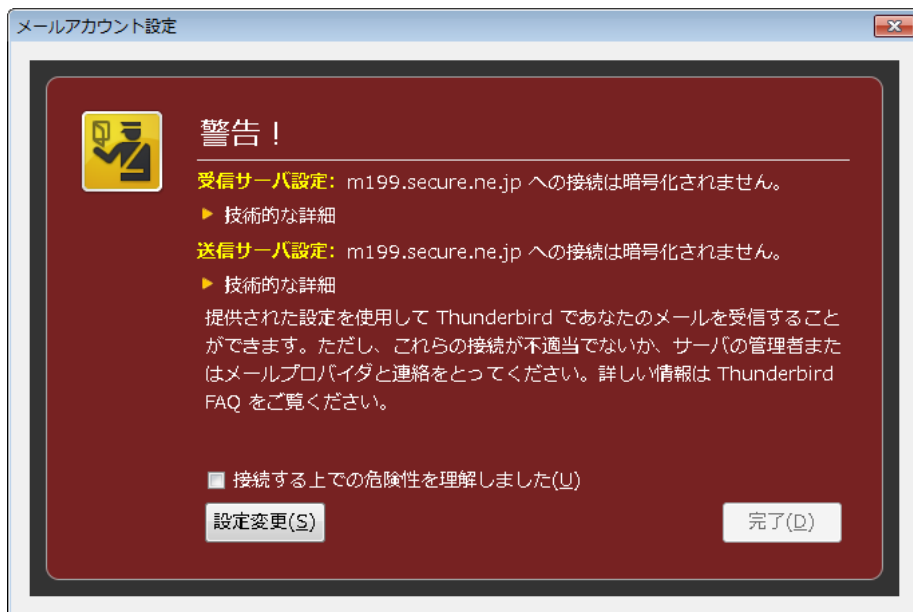 メールアカウント設定
警告！
受信サーバ設定: m199.secure.ne.jp への接続は暗号化されません。
技術的な詳細
送信サーバ設定: m199.secure.ne.jp への接続は暗号化されません。
技術的な詳細
提供された設定を使用して Thunderbird であなたのメールを受信すること
ができます。ただし、これらの接続が不適当でないか、サーバの管理者また
はメールプロバイダと連絡をとってください。詳しい情報は Thunderbird
FAQ をご覧ください。
接続する上での危険性を理解しました(U)
設定変更(S)
完了(D)